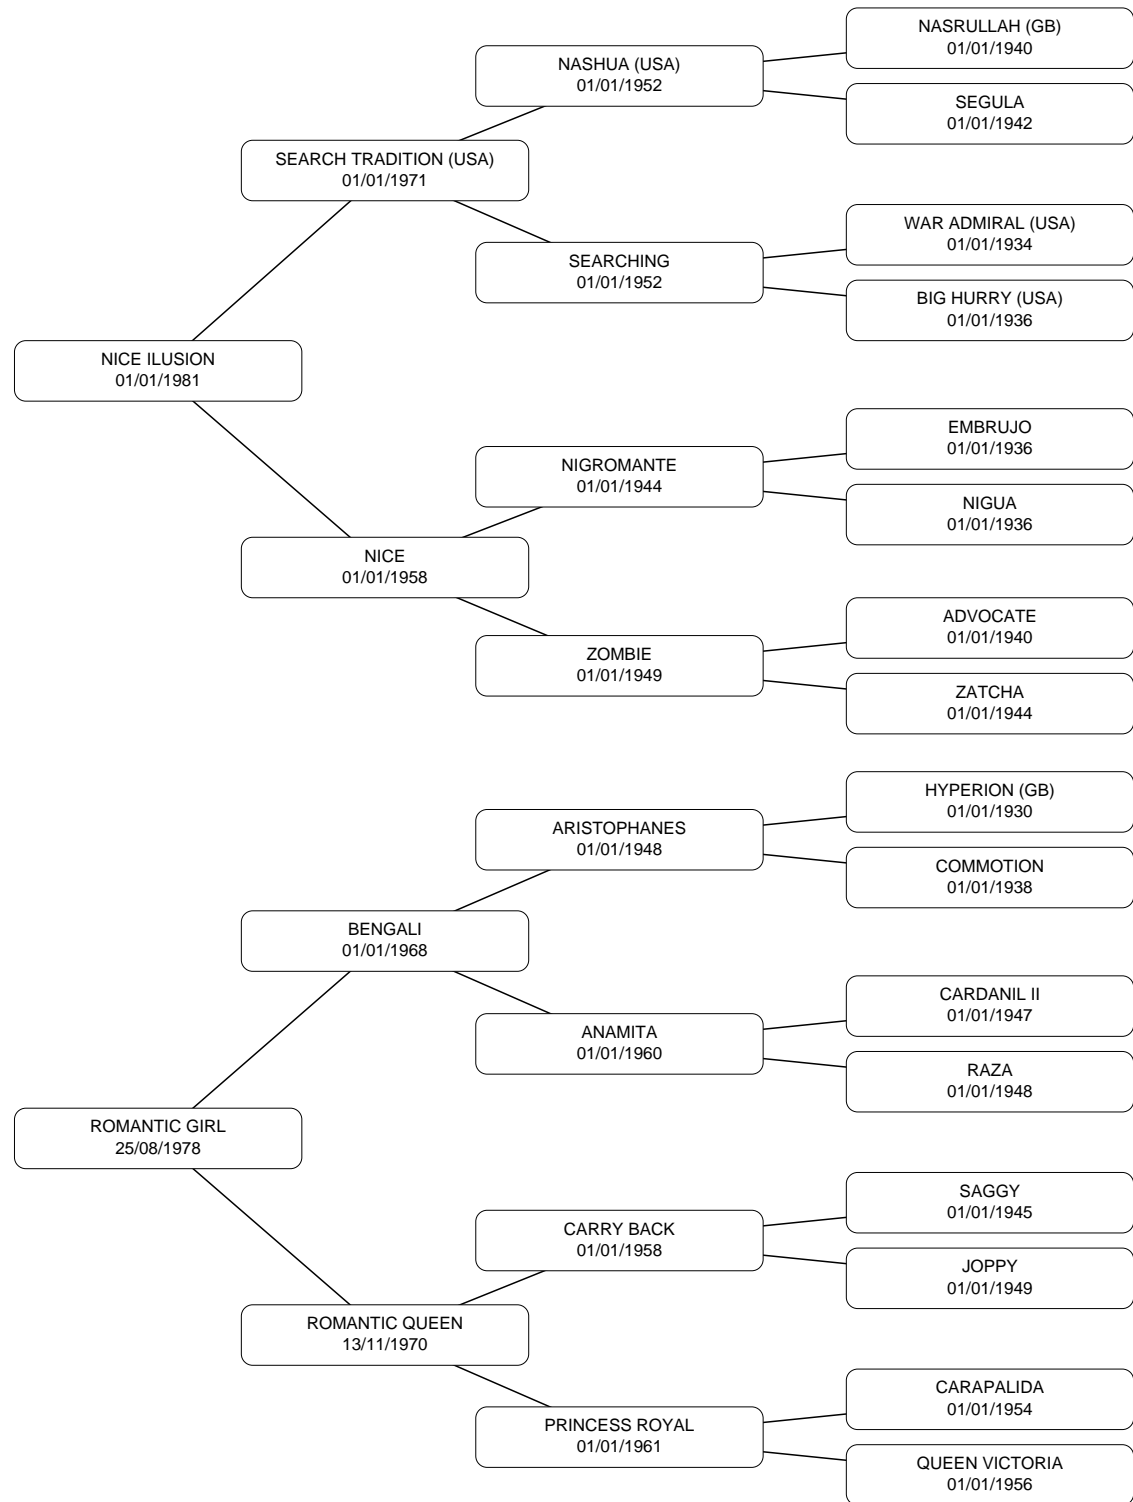 NASRULLAH (GB)
01/01/1940
NASHUA (USA)
01/01/1952
SEGULA
01/01/1942
SEARCH TRADITION (USA)
01/01/1971
WAR ADMIRAL (USA)
01/01/1934
SEARCHING
01/01/1952
BIG HURRY (USA)
01/01/1936
NICE ILUSION
01/01/1981
EMBRUJO
01/01/1936
NIGROMANTE
01/01/1944
NIGUA
01/01/1936
NICE
01/01/1958
ADVOCATE
01/01/1940
ZOMBIE
01/01/1949
ZATCHA
01/01/1944
HYPERION (GB)
01/01/1930
ARISTOPHANES
01/01/1948
COMMOTION
01/01/1938
BENGALI
01/01/1968
CARDANIL II
01/01/1947
ANAMITA
01/01/1960
RAZA
01/01/1948
ROMANTIC GIRL
25/08/1978
SAGGY
01/01/1945
CARRY BACK
01/01/1958
JOPPY
01/01/1949
ROMANTIC QUEEN
13/11/1970
CARAPALIDA
01/01/1954
PRINCESS ROYAL
01/01/1961
QUEEN VICTORIA
01/01/1956